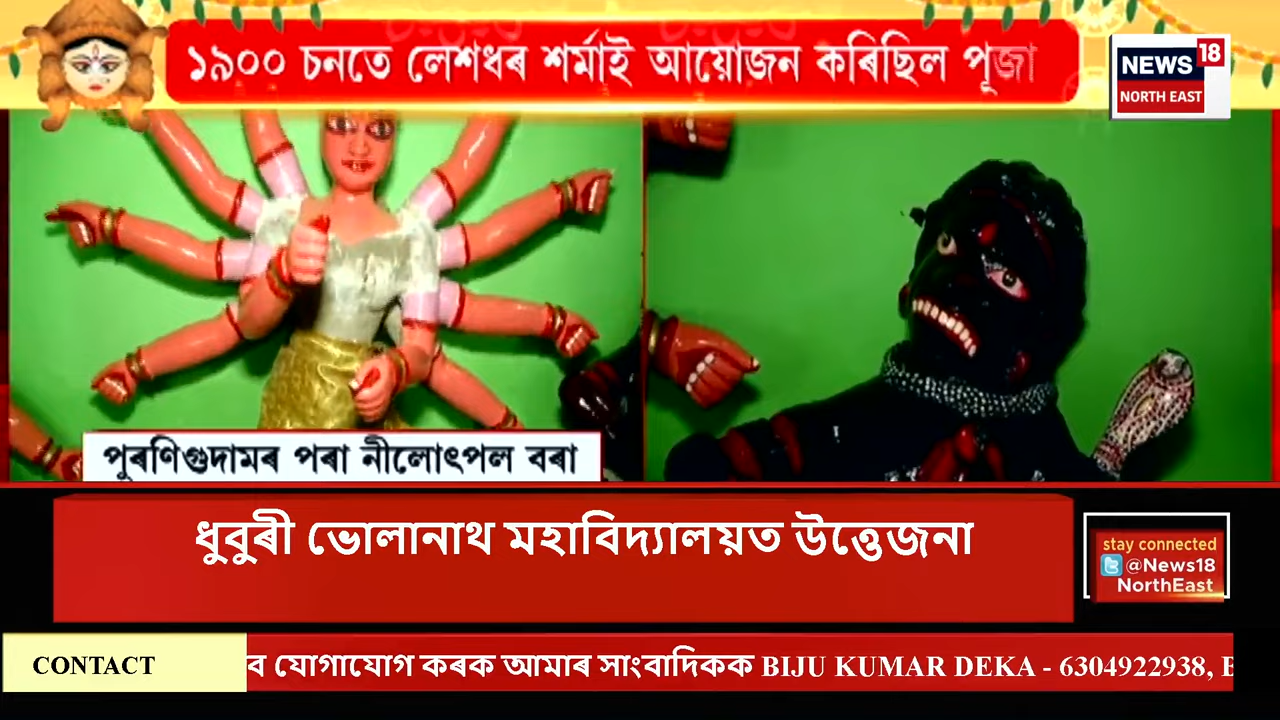 ১৯০০ চনতে লেশধৰ শৰ্মাই আয়োজন কৰিছিল পূজা
NEWS 18
NORTH EAST
পুৰণিগুদামৰ পৰা নীলোৎপল বৰা
ধুবুৰী ভোলানাথ মহাবিদ্যালয়ত উত্তেজনা
stay connected
@News18
NorthEast
CONTACT
যোগাযোগ কৰক আমাৰ সাংবাদিকক BIJU KUMAR DEKA - 6304922938,